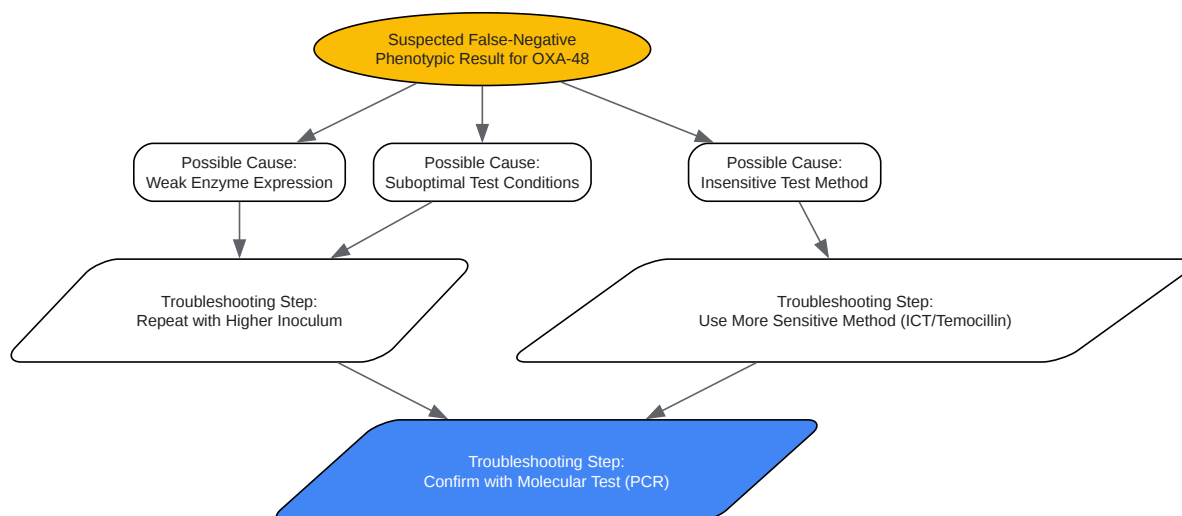 Suspected False-Negative
Phenotypic Result for OXA-48
Possible Cause:
Weak Enzyme Expression
Possible Cause:
Suboptimal Test Conditions
Possible Cause:
Insensitive Test Method
Troubleshooting Step:
Repeat with Higher Inoculum
Troubleshooting Step:
Use More Sensitive Method (ICT/Temocillin)
Troubleshooting Step:
Confirm with Molecular Test (PCR)